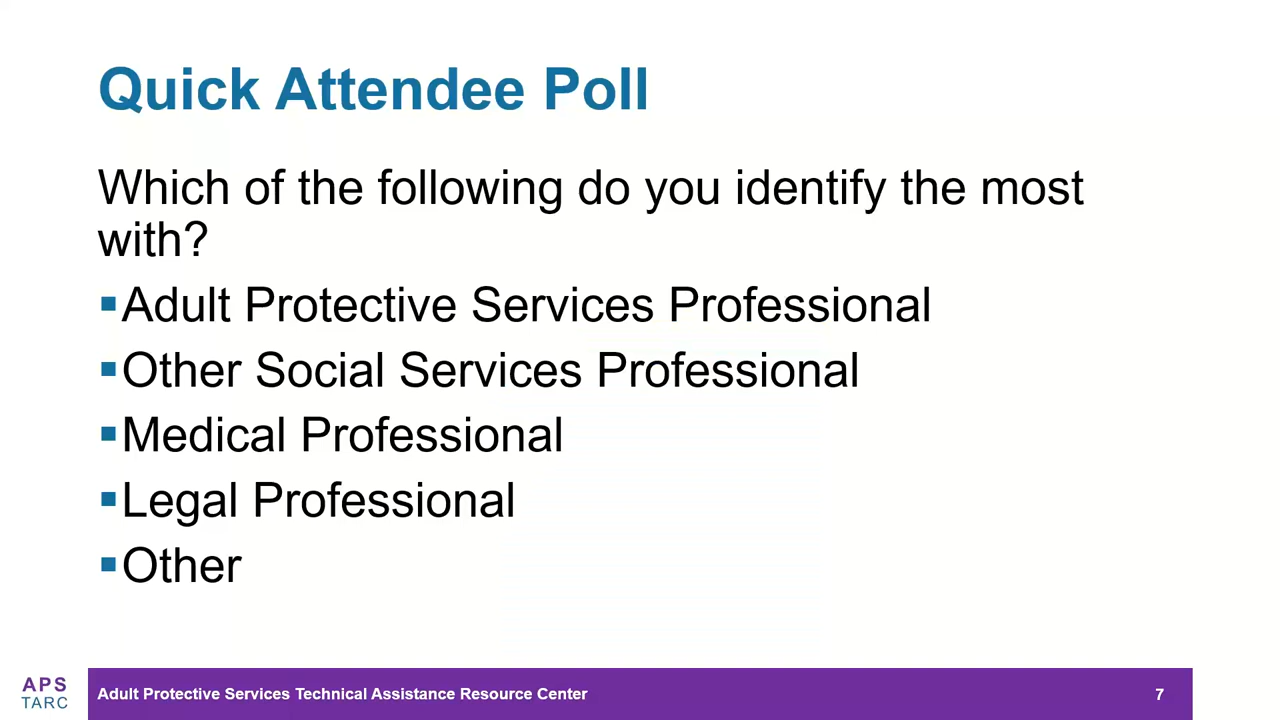 Quick Attendee Poll
Which of the following do you identify the most
with?
▪Adult Protective Services Professional
▪Other Social Services Professional
▪Medical Professional
▪Legal Professional
▪Other
APS
TARC
Adult Protective Services Technical Assistance Resource Center
7